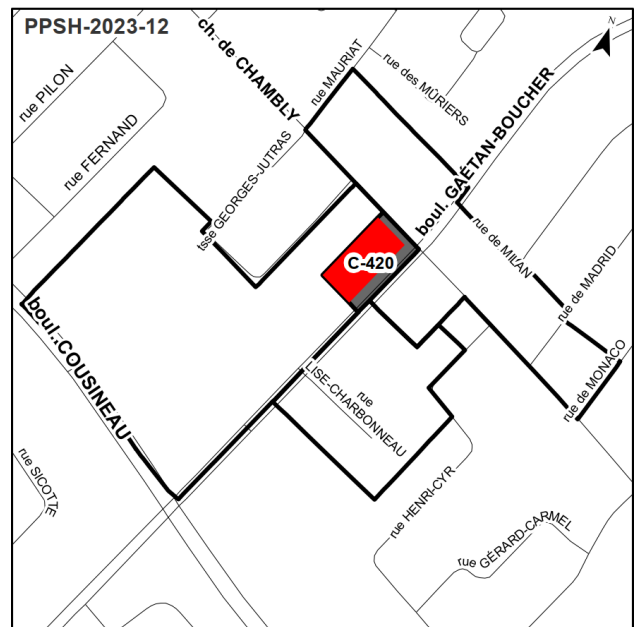 PPSH-2023-12
N
ch. de CHAMBLY
rue MAURIAT
rue des MÛRIERS
rue PILON
rue FERNAND
boul. GAÉTAN-BOUCHER
tsse GEORGES-JUTRAS
rue de MILAN
C-420
rue de MADRID
boul. COUSINEAU
rue de MONACO
rue
LISE-CHARBONNEAU
rue SICOTTE
rue HENRI-CYR
rue GÉRARD-CARMEL